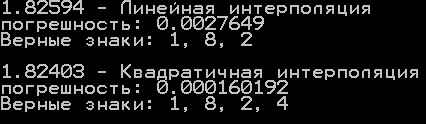 1.82594 - Линейная интерполяция
погрешность: 0.0027649
Верные знаки: 1, 8, 2
1.82403 - Квадратичная интерполяция
погрешность: 0.000160192
Верные знаки: 1, 8, 2, 4